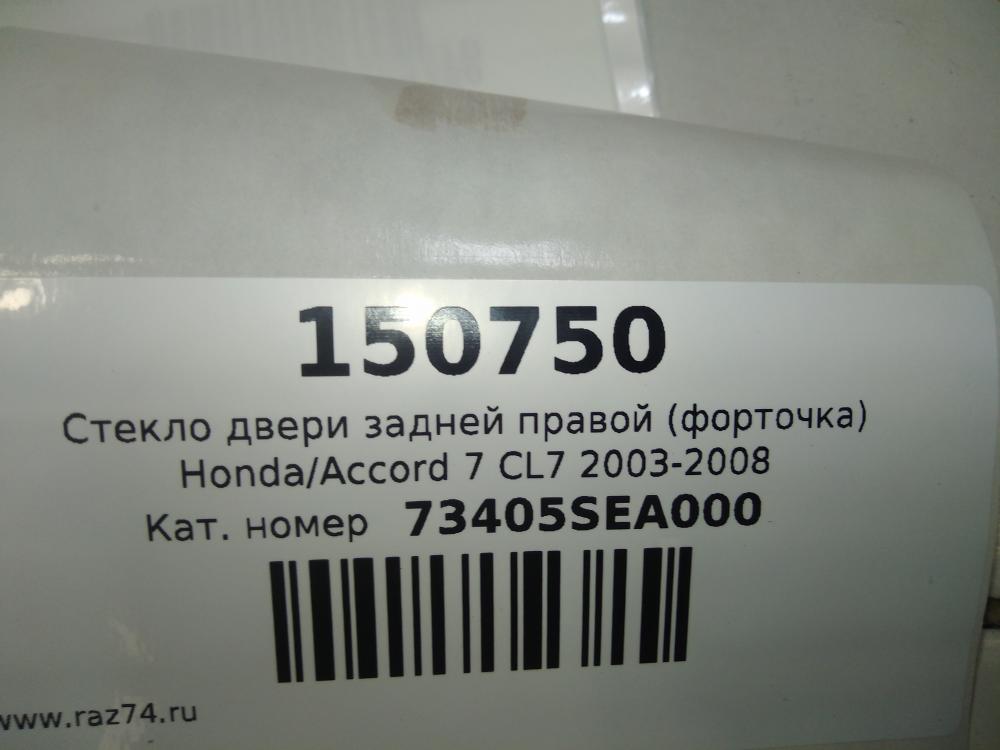 150750
Стекло двери задней правой (форточка)
Honda/Accord 7 CL7 2003-2008
Кат. номер 73405SEA000
www.raz74.ru